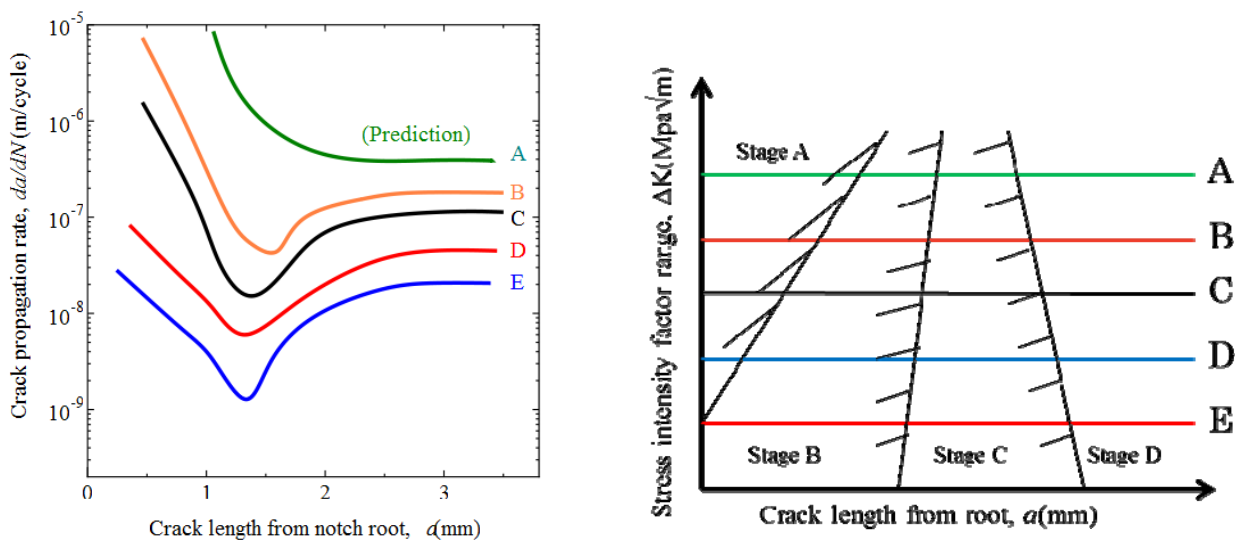 10-5
10-6
10-7
10-8
10-9
Crack propagation rate, da/dN (m/cycle)
(Prediction)
A
B
C
D
E
0
1
2
3
Crack length from notch root, a(mm)
Stress intensity factor rarge. ΔK(Mpa√m)
Stage A
A
B
C
D
E
Stage B
Stage C
Stage D
Crack length from root, a(mm)